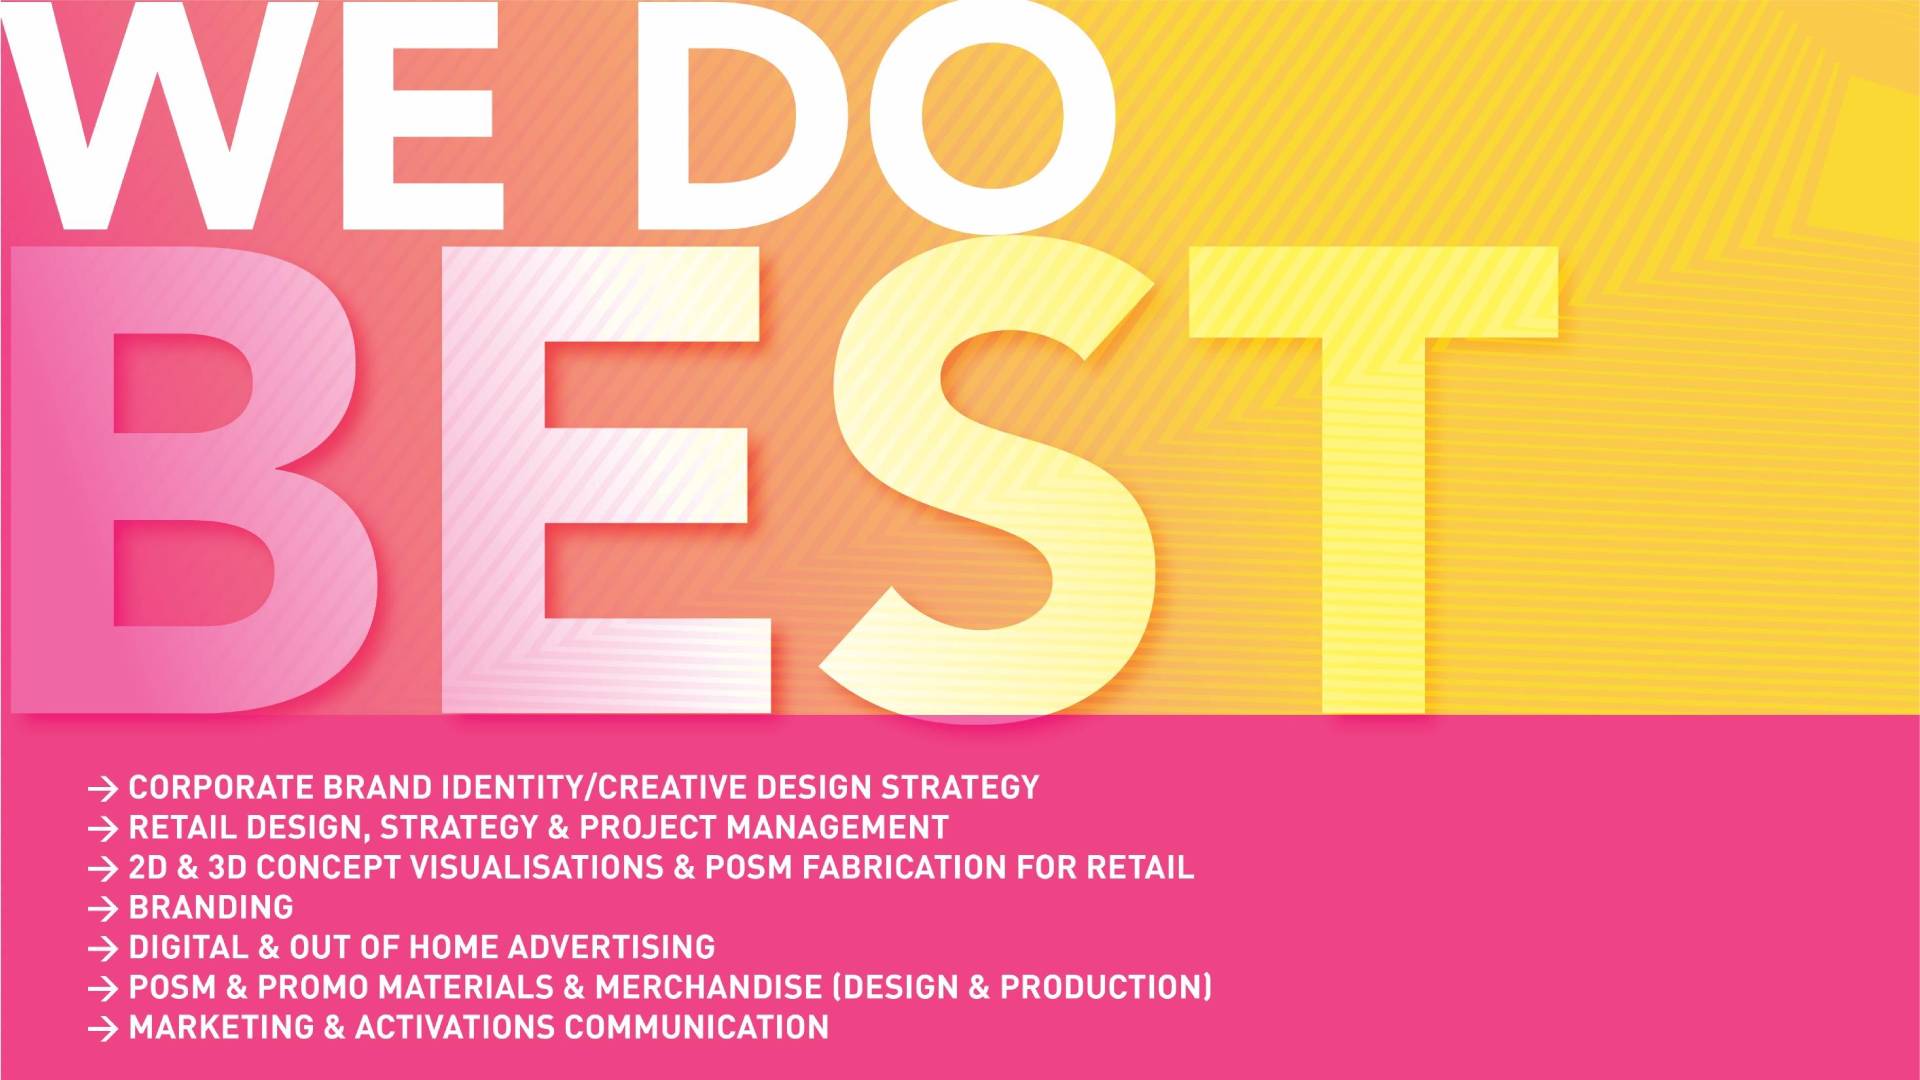 WE DO
BEST
→ CORPORATE BRAND IDENTITY/CREATIVE DESIGN STRATEGY
→ RETAIL DESIGN, STRATEGY & PROJECT MANAGEMENT
→ 2D & 3D CONCEPT VISUALISATIONS & POSM FABRICATION FOR RETAIL
→ BRANDING
→ DIGITAL & OUT OF HOME ADVERTISING
→ POSM & PROMO MATERIALS & MERCHANDISE (DESIGN & PRODUCTION)
→ MARKETING & ACTIVATIONS COMMUNICATION